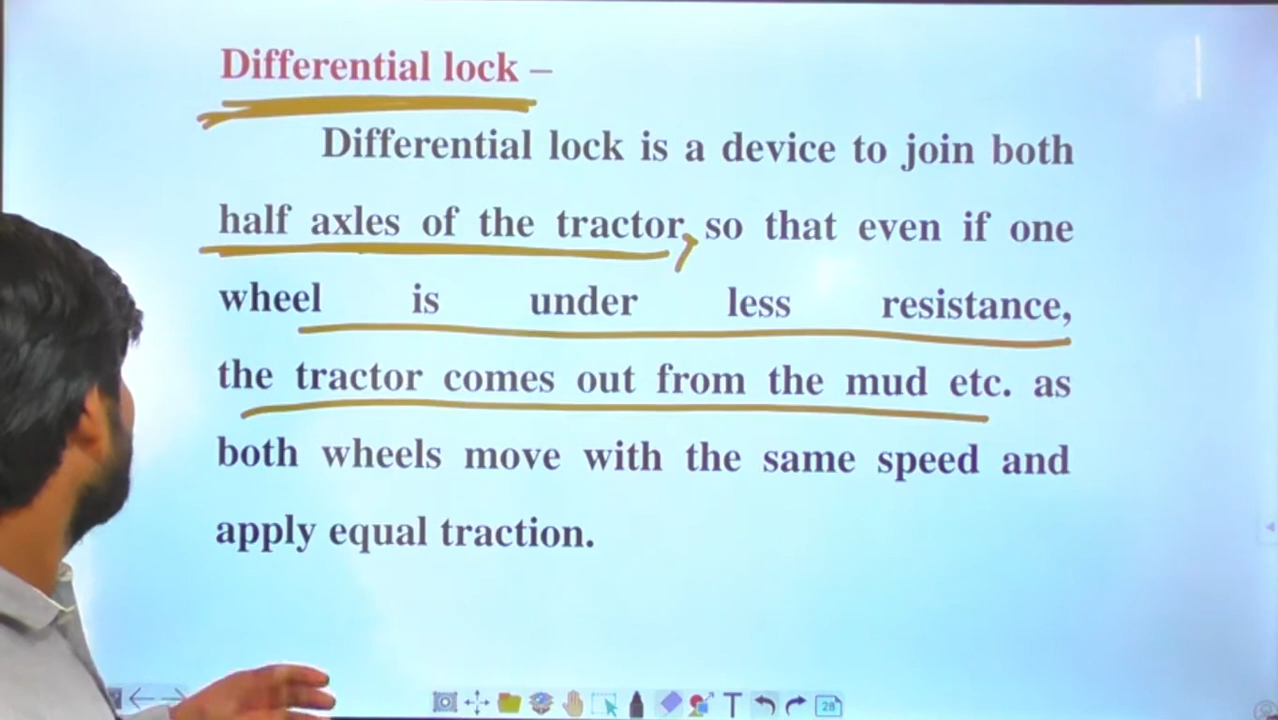 Differential lock –
Differential lock is a device to join both
half axles of the tractor, so that even if one
wheel is under less resistance,
the tractor comes out from the mud etc. as
both wheels move with the same speed and
apply equal traction.
T
28